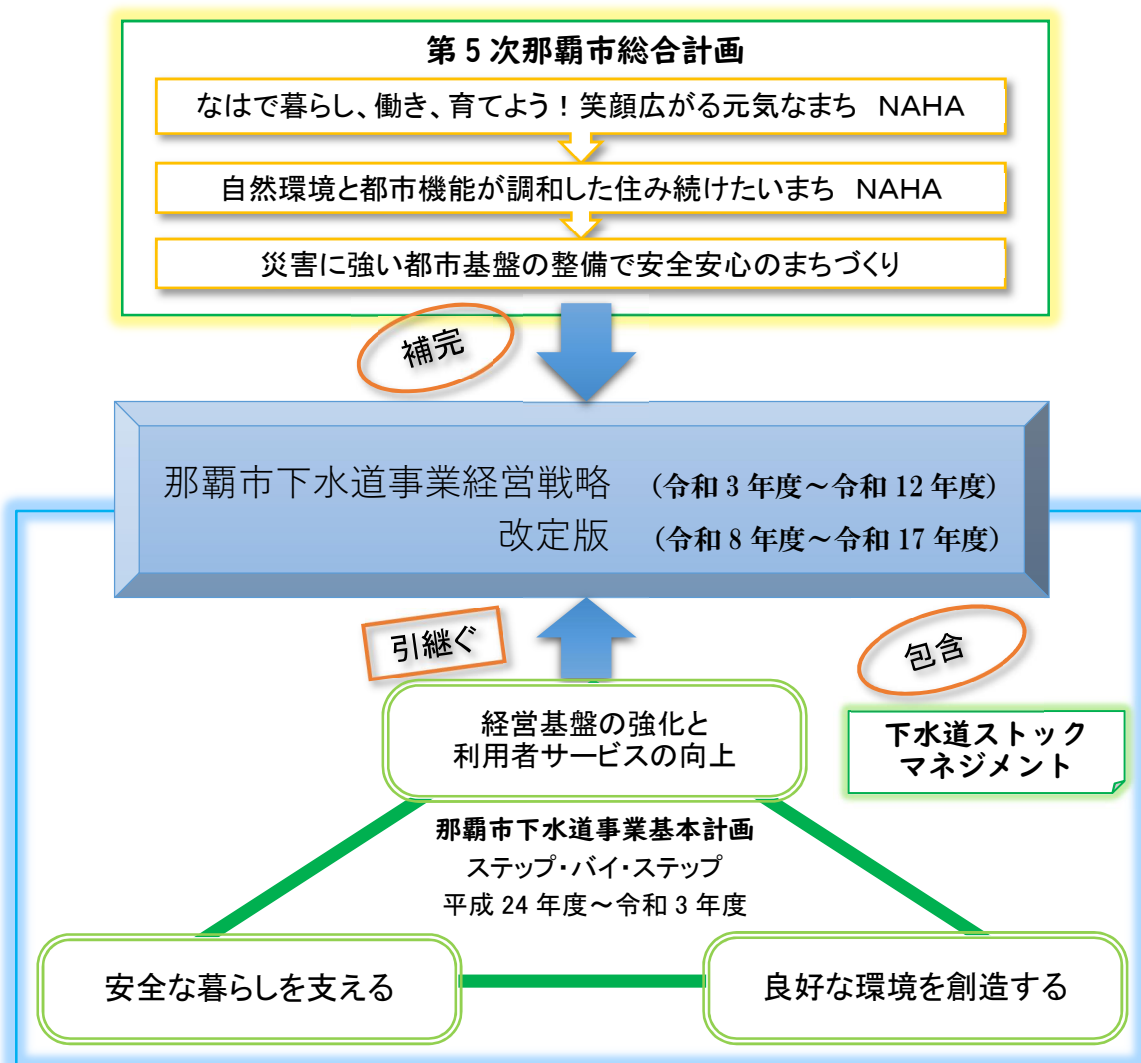 第5次那覇市総合計画
なはで暮らし、働き、育てよう！笑顔広がる元気なまち　NAHA
自然環境と都市機能が調和した住み続けたいまち　NAHA
災害に強い都市基盤の整備で安全安心のまちづくり
補完
那覇市下水道事業経営戦略　（令和3年度～令和12年度）
改定版　（令和8年度～令和17年度）
引継ぐ
包含
経営基盤の強化と
利用者サービスの向上
下水道ストック
マネジメント
那覇市下水道事業基本計画
ステップ・バイ・ステップ
平成24年度～令和3年度
安全な暮らしを支える
良好な環境を創造する